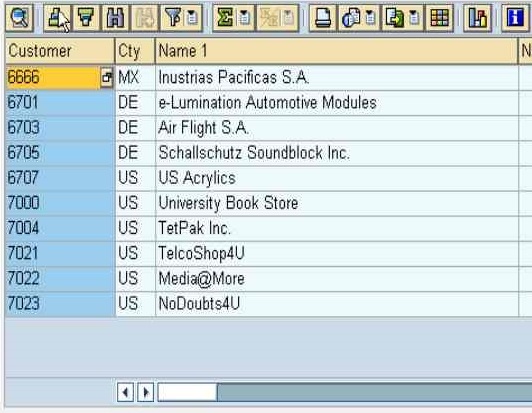 Customer Cty Name 1 N
6666 MX Inustrias Pacificas S.A.
6701 DE e-Lumination Automotive Modules
6703 DE Air Flight S.A.
6705 DE Schallschutz Soundblock Inc.
6707 US US Acrylics
7000 US University Book Store
7004 US TetPak Inc.
7021 US TelcoShop4U
7022 US Media@More
7023 US NoDoubts4U